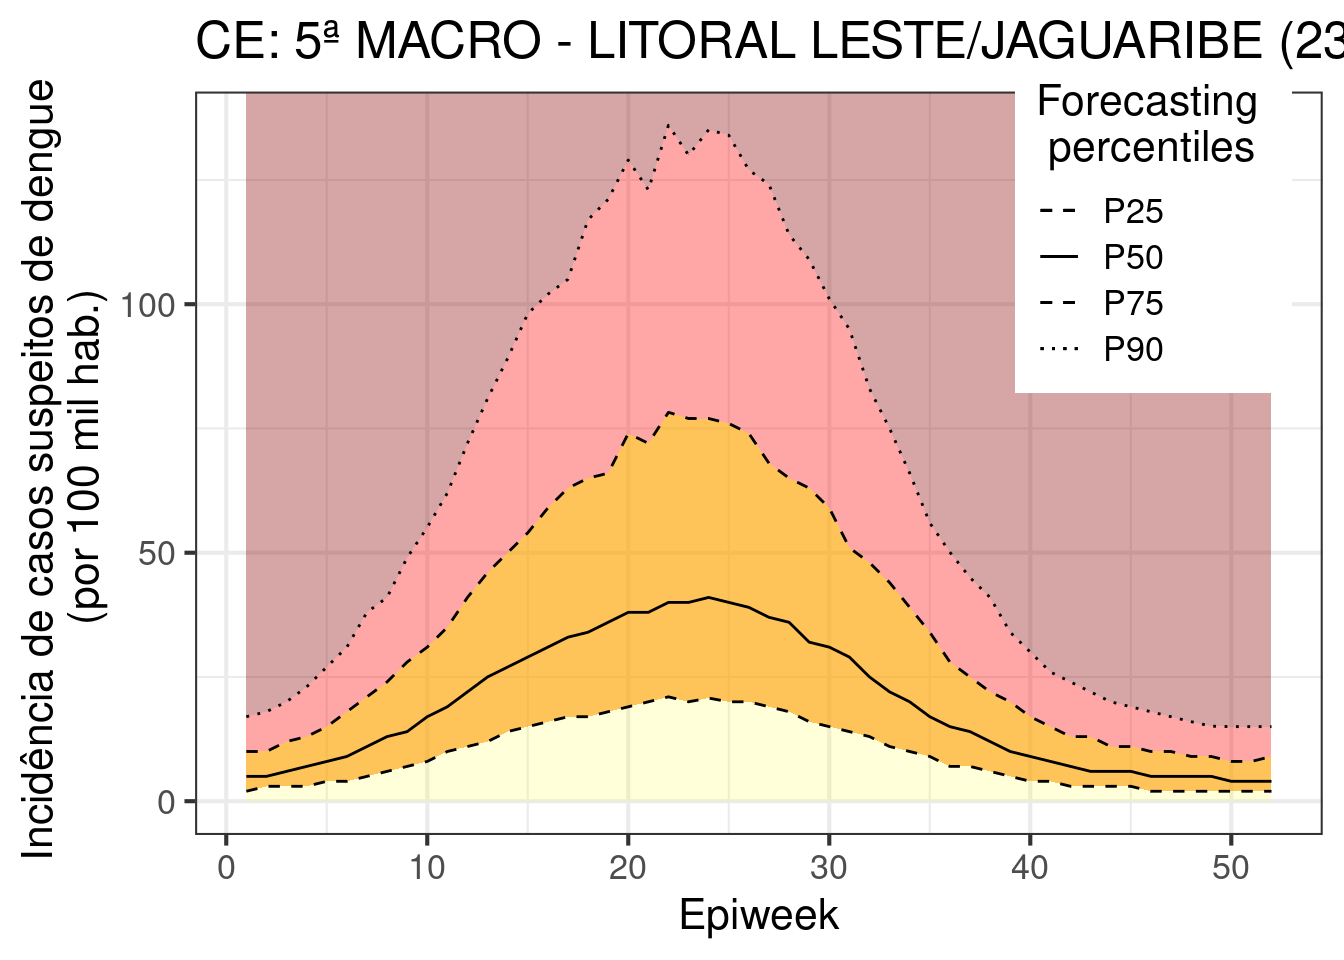 CE: 5ª MACRO - LITORAL LESTE/JAGUARIBE (23
Incidência de casos suspeitos de dengue
(por 100 mil hab.)
Forecasting
percentiles
P25
P50
P75
P90
100
50
0
0 10 20 30 40 50
Epiweek